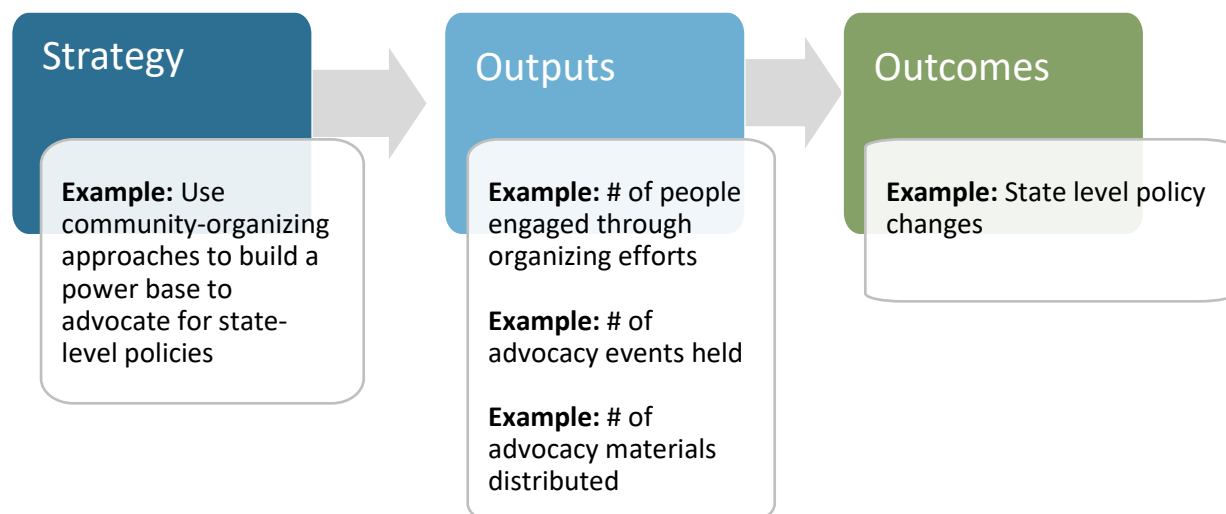 Strategy
Example: Use
community-organizing
approaches to build a
power base to
advocate for state-
level policies
Outputs
Example: # of people
engaged through
organizing efforts
Example: # of
advocacy events held
Example: # of
advocacy materials
distributed
Outcomes
Example: State level policy
changes